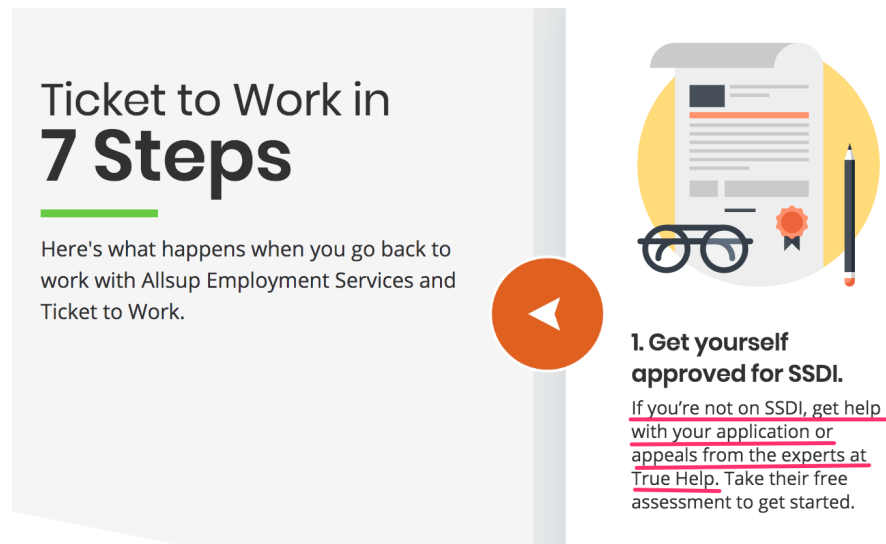 Ticket to Work in
7 Steps
Here's what happens when you go back to
work with Allsup Employment Services and
Ticket to Work.
1. Get yourself
approved for SSDI.
If you're not on SSDI, get help
with your application or
appeals from the experts at
True Help. Take their free
assessment to get started.